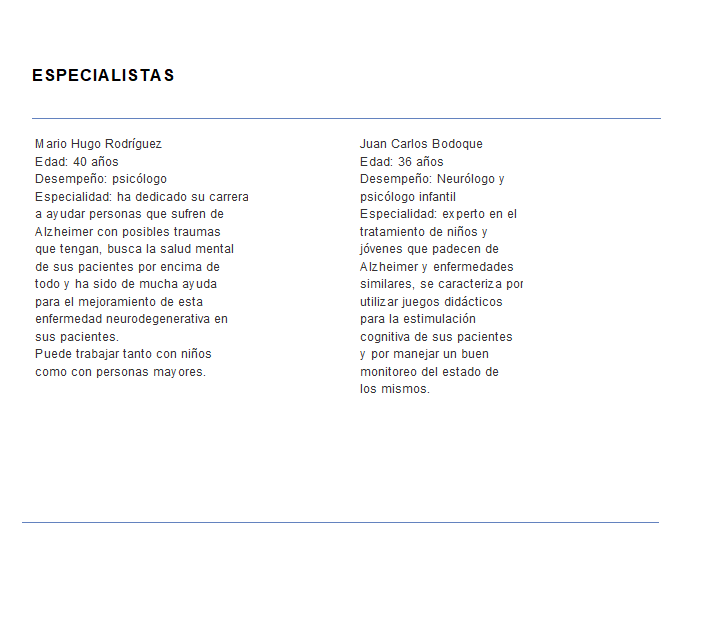 ESPECIALISTAS
Mario Hugo Rodríguez
Edad: 40 años
Desempeño: psicólogo
Especialidad: ha dedicado su carrera
a ayudar personas que sufren de
Alzheimer con posibles traumas
que tengan, busca la salud mental
de sus pacientes por encima de
todo y ha sido de mucha ayuda
para el mejoramiento de esta
enfermedad neurodegenerativa en
sus pacientes.
Puede trabajar tanto con niños
como con personas mayores.
Juan Carlos Bodoque
Edad: 36 años
Desempeño: Neurólogo y
psicólogo infantil
Especialidad: experto en el
tratamiento de niños y
jóvenes que padecen de
Alzheimer y enfermedades
similares, se caracteriza por
utilizar juegos didácticos
para la estimulación
cognitiva de sus pacientes
y por manejar un buen
monitoreo del estado de
los mismos.